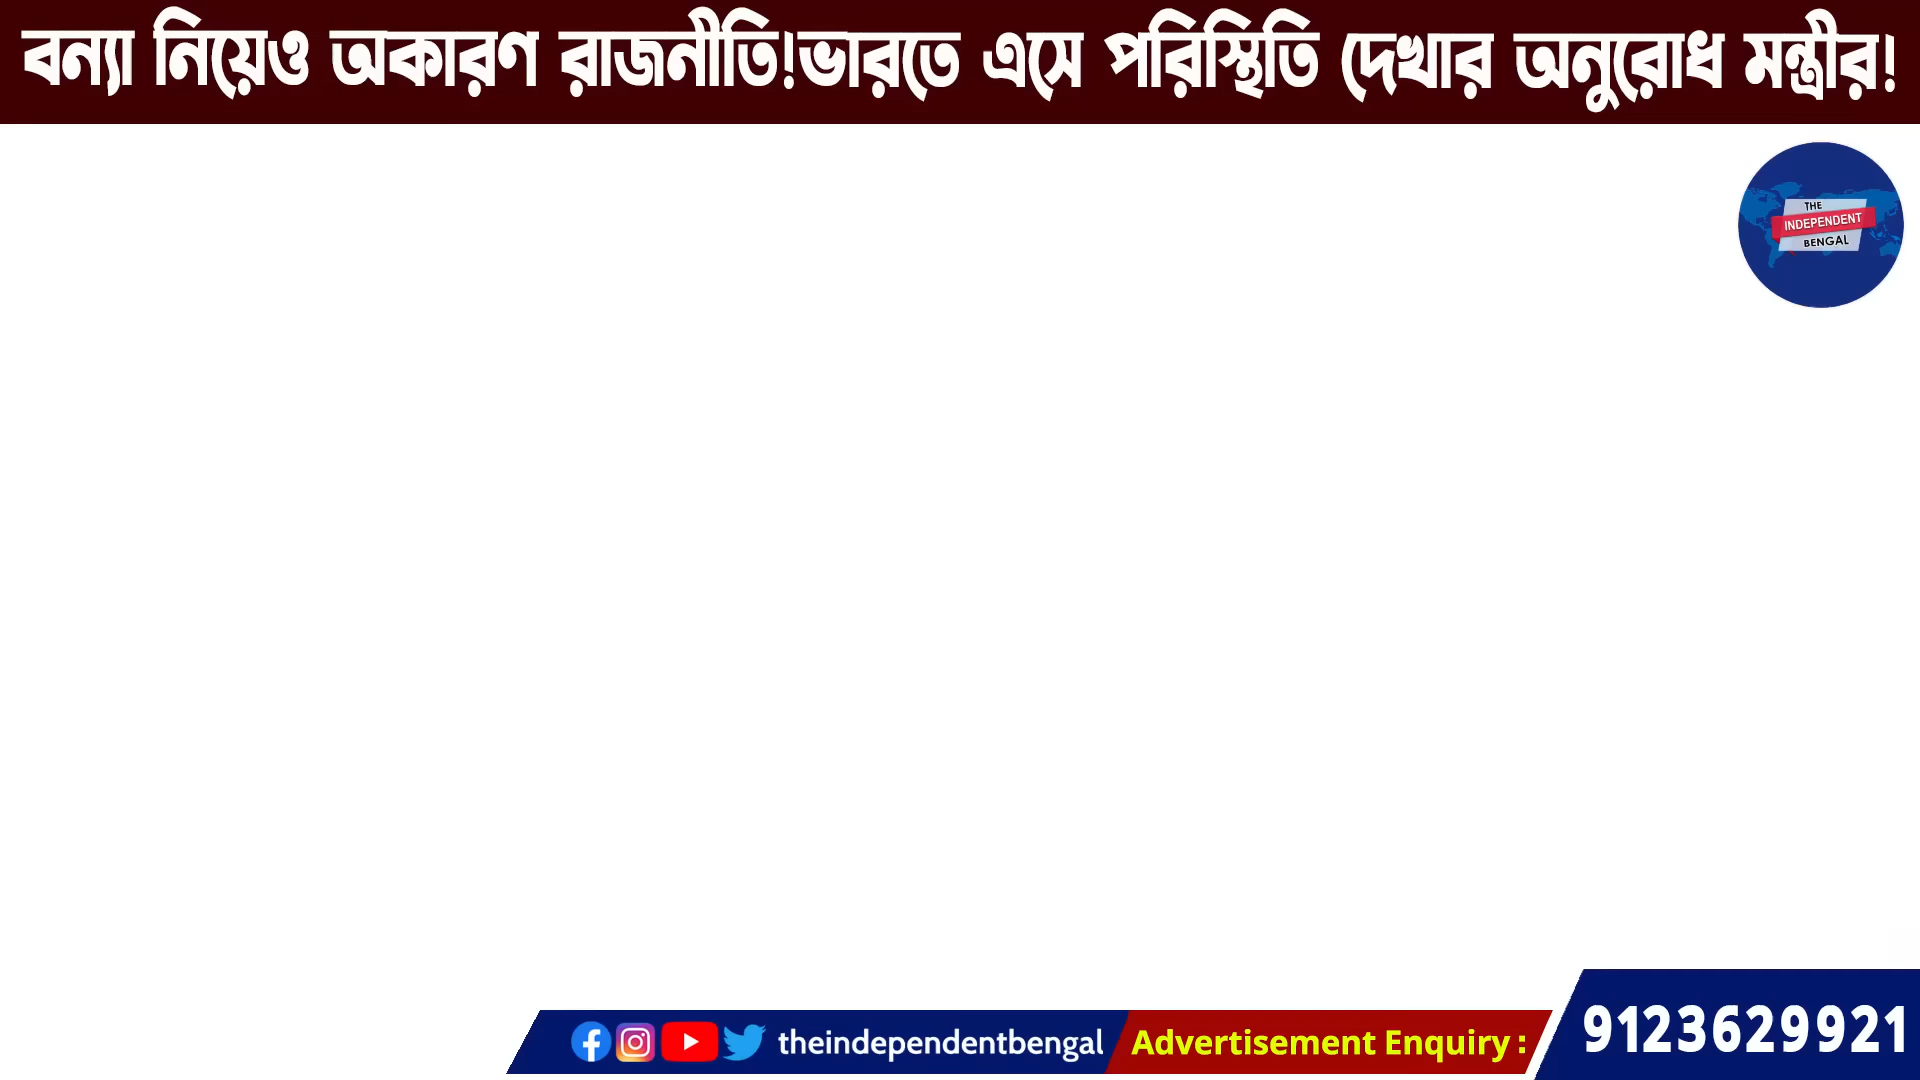 বন্যা নিয়েও অকারণ রাজনীতি!ভারতে এসে পরিস্থিতি দেখার অনুরোধ মন্ত্রীর!
THE
INDEPENDENT
BENGAL
theindependentbengal Advertisement Enquiry : 9123629921